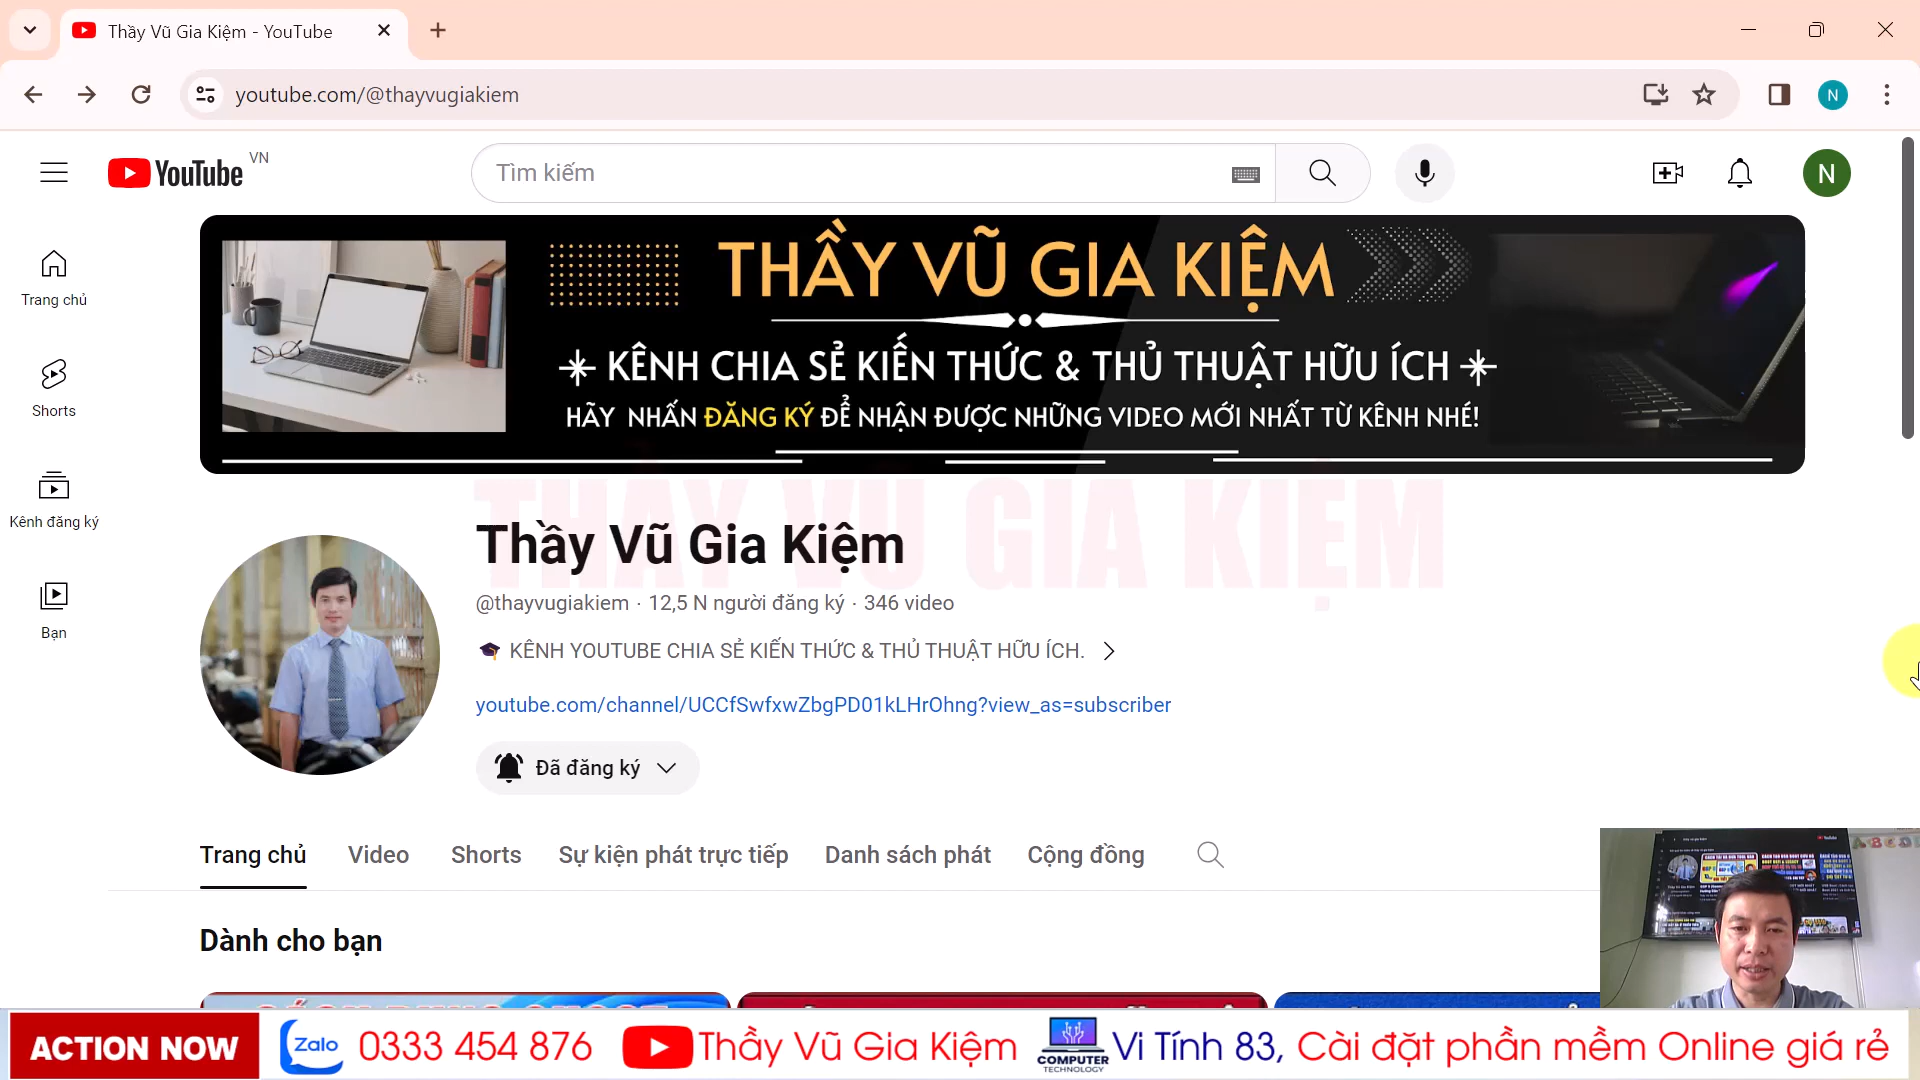 Thầy Vũ Gia Kiệm - YouTube
youtube.com/@thayvugiakiem
N
YouTube VN
Tìm kiếm
N
Trang chủ
Shorts
Kênh đăng ký
Bạn
THẦY VŨ GIA KIỆM
KÊNH CHIA SẺ KIẾN THỨC & THỦ THUẬT HỮU ÍCH
HÃY NHẤN ĐĂNG KÝ ĐỂ NHẬN ĐƯỢC NHỮNG VIDEO MỚI NHẤT TỪ KÊNH NHÉ!
THẦY VŨ GIA KIỆM
Thầy Vũ Gia Kiệm
@thayvugiakiem · 12,5 N người đăng ký · 346 video
KÊNH YOUTUBE CHIA SẺ KIẾN THỨC & THỦ THUẬT HỮU ÍCH.
youtube.com/channel/UCCfSwfxwZbgPD01kLHrOhng?view_as=subscriber
Đã đăng ký
Trang chủ Video Shorts Sự kiện phát trực tiếp Danh sách phát Cộng đồng
Dành cho bạn
ACTION NOW Zalo 0333 454 876 Thầy Vũ Gia Kiệm COMPUTER TECHNOLOGY Vi Tính 83, Cài đặt phần mềm Online giá rẻ